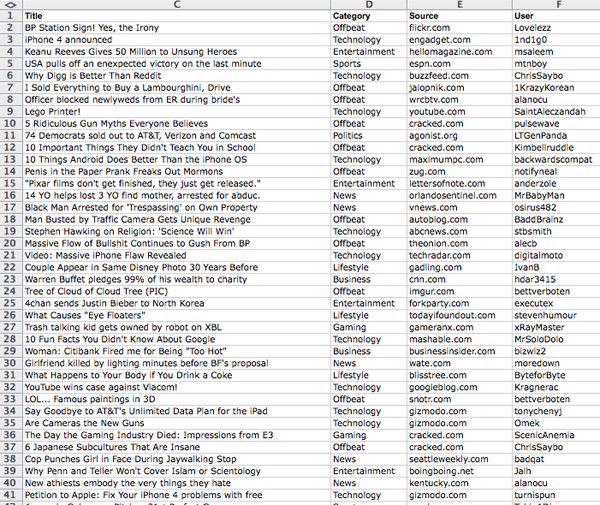 C D E F
1 Title Category Source User
2 BP Station Sign! Yes, the Irony Offbeat flickr.com Lovelezz
3 iPhone 4 announced Technology engadget.com 1nd1g0
4 Keanu Reeves Gives 50 Million to Unsung Heroes Entertainment hellomagazine.com msaleem
5 USA pulls off an enexpected victory on the last minute Sports espn.com mtnboy
6 Why Digg is Better Than Reddit Technology buzzfeed.com ChrisSaybo
7 I Sold Everything to Buy a Lambourghini, Drive Offbeat jalopnik.com 1KrazyKorean
8 Officer blocked newlyweds from ER during bride's Offbeat wrcbtv.com alanocu
9 Lego Printer! Technology youtube.com SaintAleczandah
10 5 Ridiculous Gun Myths Everyone Believes Offbeat cracked.com pulsewave
11 74 Democrats sold out to AT&T, Verizon and Comcast Politics agonist.org LTGenPanda
12 10 Important Things They Didn't Teach You in School Offbeat cracked.com Kimbellruddle
13 10 Things Android Does Better Than the iPhone OS Technology maximumpc.com backwardscompat
14 Penis in the Paper Prank Freaks Out Mormons Offbeat zug.com notifyneal
15 "Pixar films don't get finished, they just get released." Entertainment lettersofnote.com anderzole
16 14 YO helps lost 3 YO find mother, arrested for abduc. News orlandosentinel.com MrBabyMan
17 Black Man Arrested for 'Trespassing' on Own Property News vnews.com osirus482
18 Man Busted by Traffic Camera Gets Unique Revenge Offbeat autoblog.com BaddBrainz
19 Stephen Hawking on Religion: 'Science Will Win' Technology abcnews.com stbsmith
20 Massive Flow of Bullshit Continues to Gush From BP Offbeat theonion.com alecb
21 Video: Massive iPhone Flaw Revealed Technology techradar.com digitalmoto
22 Couple Appear in Same Disney Photo 30 Years Before Lifestyle gadling.com IvanB
23 Warren Buffet pledges 99% of his wealth to charity Business cnn.com hdar3415
24 Tree of Cloud of Cloud Tree (PIC) Offbeat imgur.com bettverboten
25 4chan sends Justin Bieber to North Korea Entertainment forkparty.com executex
26 What Causes "Eye Floaters" Lifestyle todayifoundout.com stevenhumour
27 Trash talking kid gets owned by robot on XBL Gaming gameranx.com xRayMaster
28 10 Fun Facts You Didn't Know About Google Technology mashable.com MrSoloDolo
29 Woman: Citibank Fired me for Being "Too Hot" Business businessinsider.com bizwiz2
30 Girlfriend killed by lighting minutes before BF's proposal News wate.com moredown
31 What Happens to Your Body if You Drink a Coke Lifestyle blisstree.com ByteforByte
32 YouTube wins case against Viacom! Technology googleblog.com Kragnerac
33 LOL... Famous paintings in 3D Offbeat snotr.com bettverboten
34 Say Goodbye to AT&T's Unlimited Data Plan for the iPad Technology gizmodo.com tonychenyj
35 Are Cameras the New Guns Technology gizmodo.com Omek
36 The Day the Gaming Industry Died: Impressions from E3 Gaming cracked.com ScenicAnemia
37 6 Japanese Subcultures That Are Insane Offbeat cracked.com ChrisSaybo
38 Cop Punches Girl in Face During Jaywalking Stop News seattleweekly.com badqat
39 Why Penn and Teller Won't Cover Islam or Scientology Entertainment boingboing.net Jaih
40 New athiests embody the very things they hate News kentucky.com alanocu
41 Petition to Apple: Fix Your iPhone 4 problems with free Technology gizmodo.com turnispun